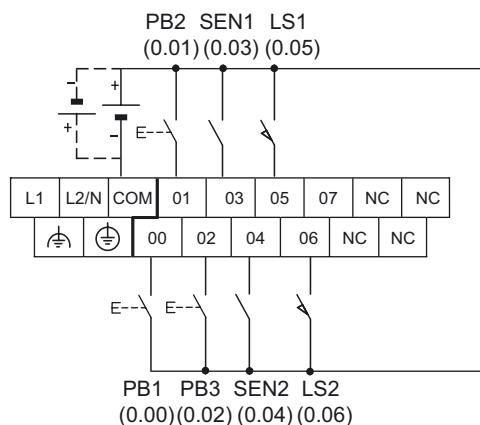 PB2 SEN1 LS1
(0.01) (0.03) (0.05)
- +
+ -
L1 L2/N COM 01 03 05 07 NC NC
00 02 04 06 NC NC
PB1 PB3 SEN2 LS2
(0.00) (0.02) (0.04) (0.06)